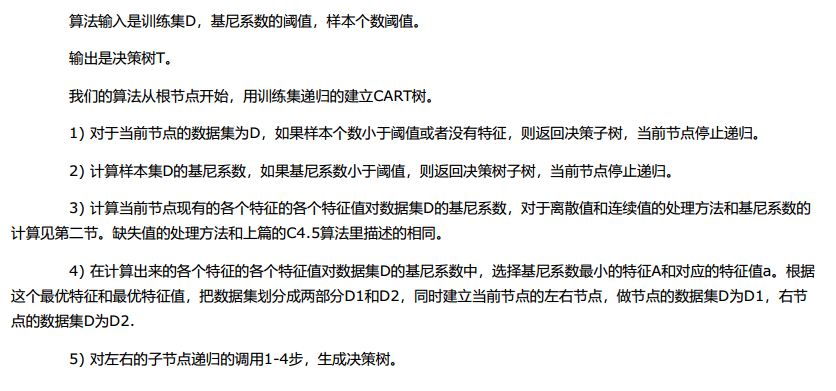 算法输入是训练集D，基尼系数的阈值，样本个数阈值。
输出是决策树T。
我们的算法从根节点开始，用训练集递归的建立CART树。
1) 对于当前节点的数据集为D，如果样本个数小于阈值或者没有特征，则返回决策子树，当前节点停止递归。
2) 计算样本集D的基尼系数，如果基尼系数小于阈值，则返回决策树子树，当前节点停止递归。
3) 计算当前节点现有的各个特征的各个特征值对数据集D的基尼系数，对于离散值和连续值的处理方法和基尼系数的
计算见第二节。缺失值的处理方法和上篇的C4.5算法里描述的相同。
4) 在计算出来的各个特征的各个特征值对数据集D的基尼系数中，选择基尼系数最小的特征A和对应的特征值a。根据
这个最优特征和最优特征值，把数据集划分成两部分D1和D2，同时建立当前节点的左右节点，做节点的数据集D为D1，右节
点的数据集D为D2.
5) 对左右的子节点递归的调用1-4步，生成决策树。